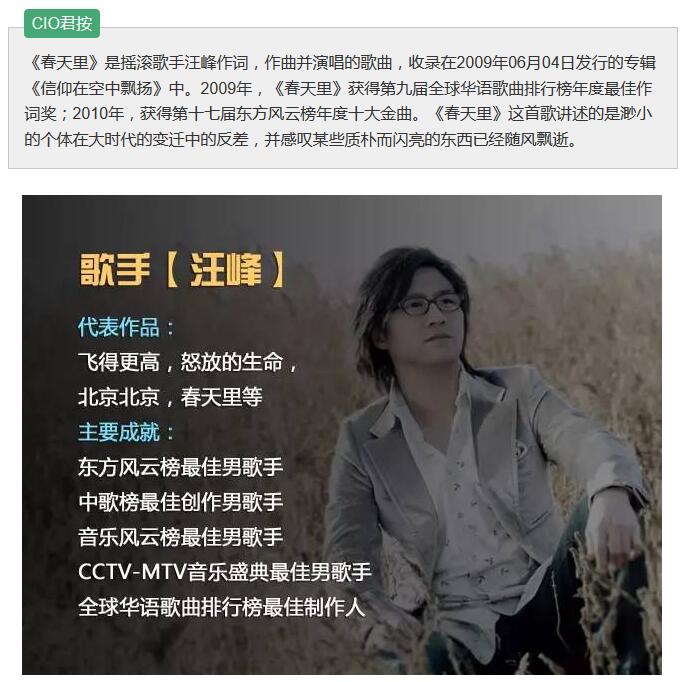 CIO君按
《春天里》是摇滚歌手汪峰作词，作曲并演唱的歌曲，收录在2009年06月04日发行的专辑
《信仰在空中飘扬》中。2009年，《春天里》获得第九届全球华语歌曲排行榜年度最佳作
词奖；2010年，获得第十七届东方风云榜年度十大金曲。《春天里》这首歌讲述的是渺小
的个体在大时代的变迁中的反差，并感叹某些质朴而闪亮的东西已经随风飘逝。
歌手【汪峰】
代表作品：
飞得更高，怒放的生命，
北京北京，春天里等
主要成就：
东方风云榜最佳男歌手
中歌榜最佳创作男歌手
音乐风云榜最佳男歌手
CCTV-MTV音乐盛典最佳男歌手
全球华语歌曲排行榜最佳制作人